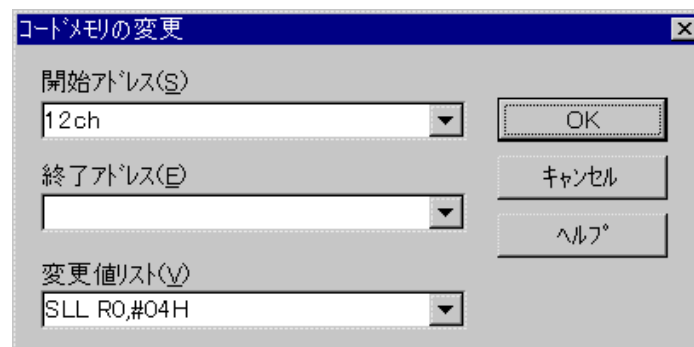 コードメモリの変更
開始アドレス(S)
12ch
OK
終了アドレス(E)
キャンセル
ヘルプ
変更値リスト(V)
SLL R0,#04H